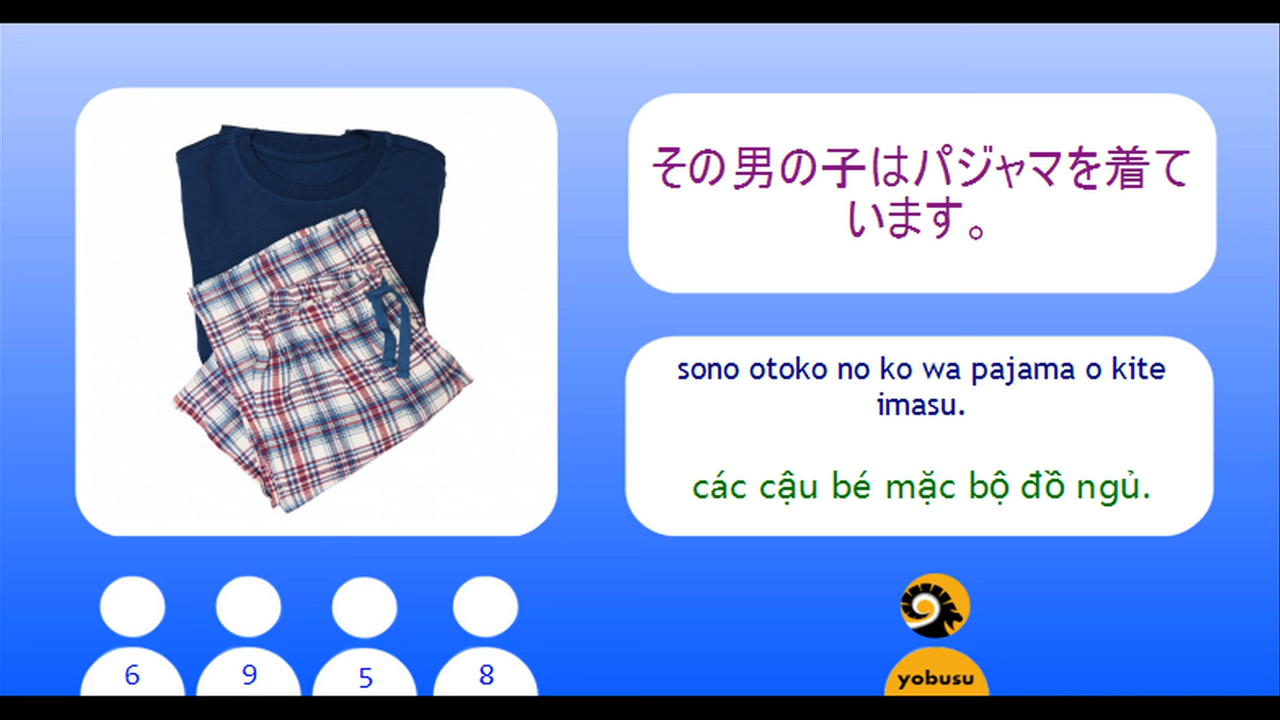 その男の子はパジャマを着て
います。
sono otoko no ko wa pajama o kite
imasu.
các cậu bé mặc bộ đồ ngủ.
6 9 5 8
yobusu